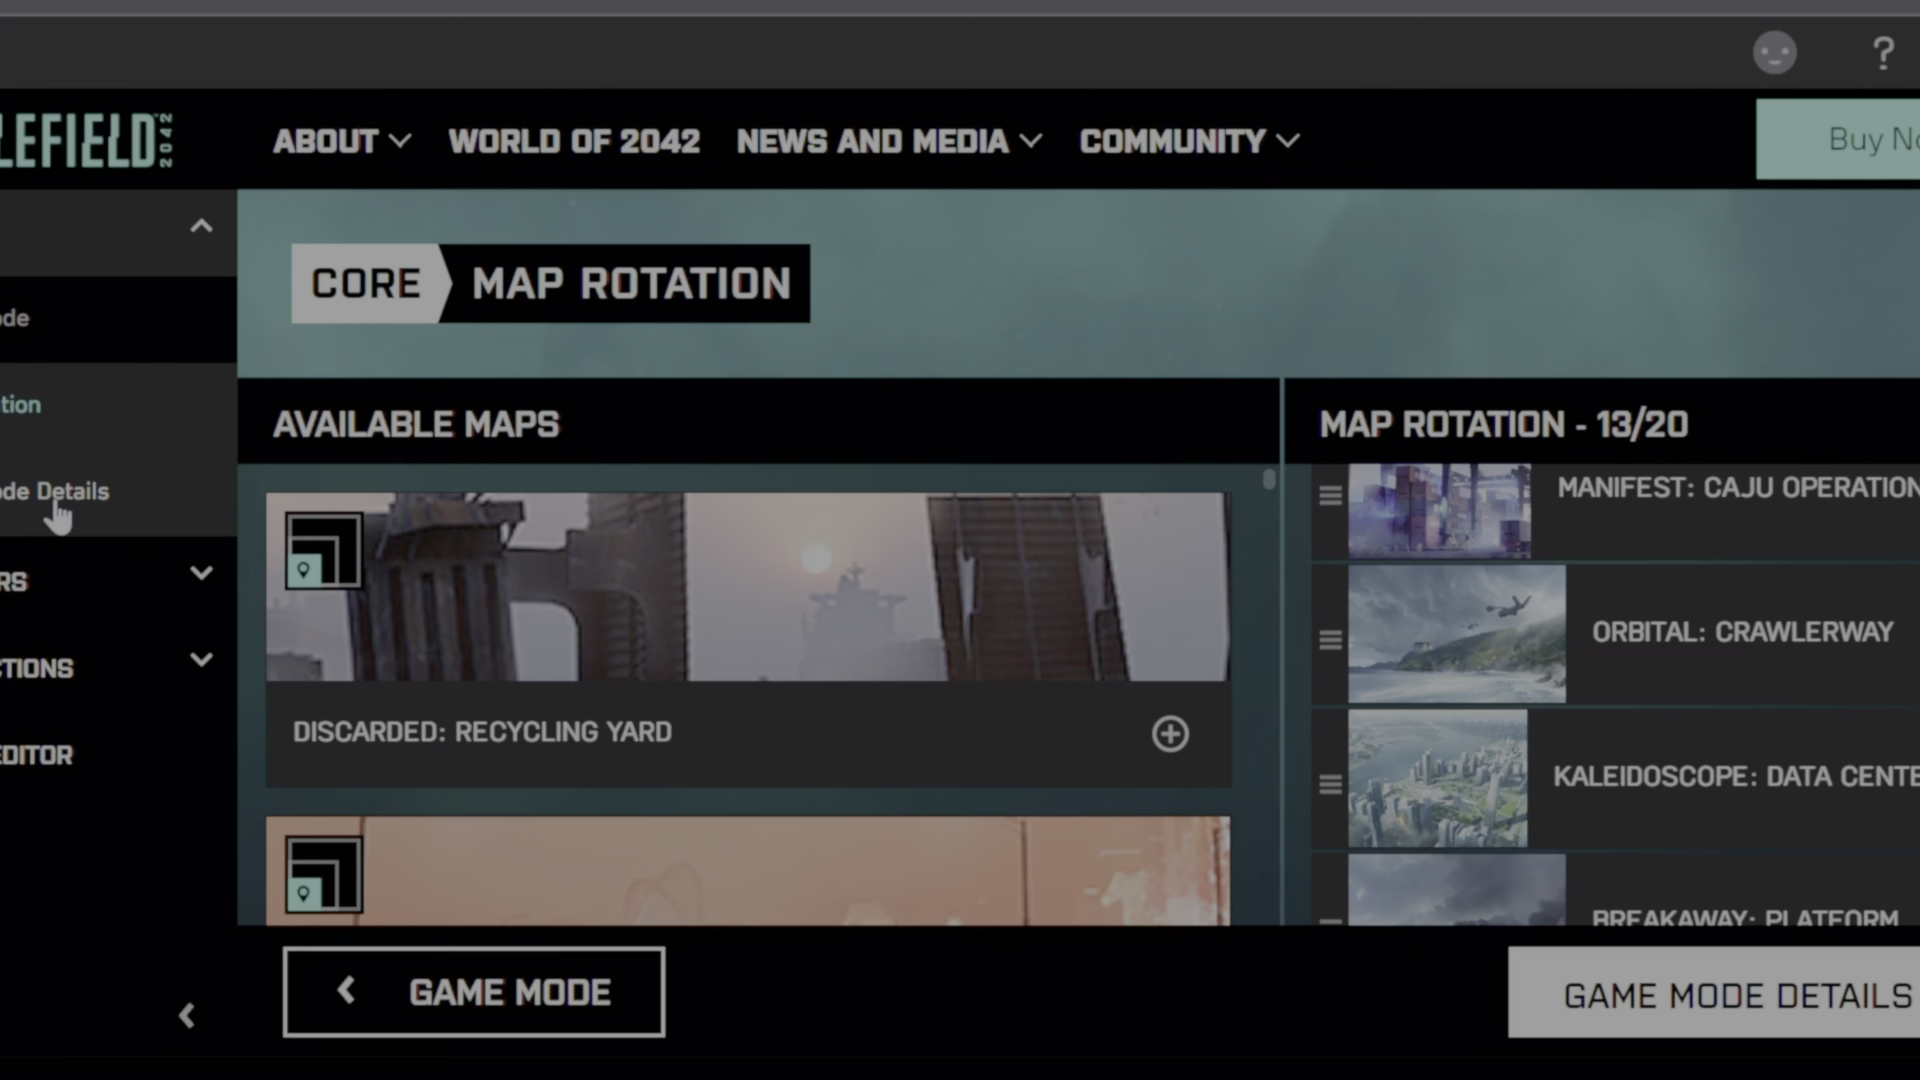 ?
LEFIELD 2042
ABOUT
WORLD OF 2042
NEWS AND MEDIA
COMMUNITY
Buy No
CORE
MAP ROTATION
ode
tion
ode Details
RS
CTIONS
EDITOR
AVAILABLE MAPS
DISCARDED: RECYCLING YARD
MAP ROTATION - 13/20
MANIFEST: CAJU OPERATION
ORBITAL: CRAWLERWAY
KALEIDOSCOPE: DATA CENTE
BREAKAWAY: PLATFORM
GAME MODE
GAME MODE DETAILS